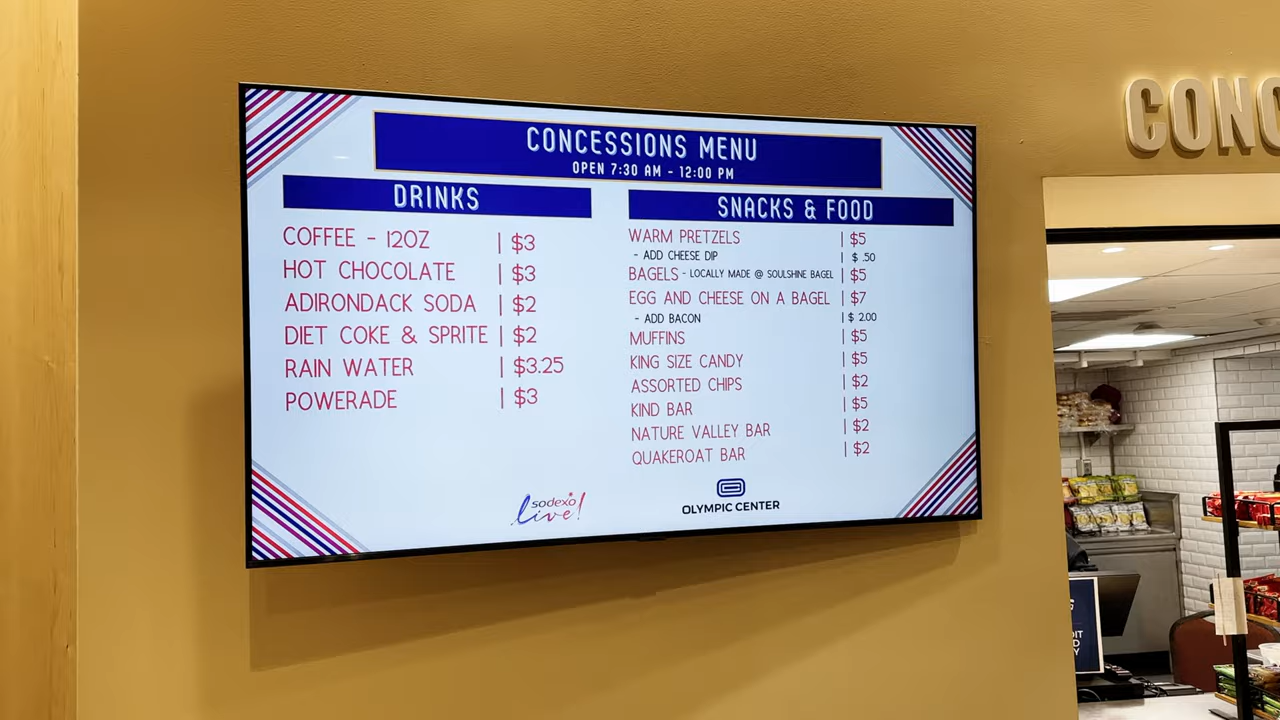 CONCESSIONS MENU
OPEN 7:30 AM - 12:00 PM
DRINKS
COFFEE - 12OZ | $3
HOT CHOCOLATE | $3
ADIRONDACK SODA | $2
DIET COKE & SPRITE | $2
RAIN WATER | $3.25
POWERADE | $3
SNACKS & FOOD
WARM PRETZELS | $5
- ADD CHEESE DIP | $ .50
BAGELS - LOCALLY MADE @ SOULSHINE BAGEL | $5
EGG AND CHEESE ON A BAGEL | $7
- ADD BACON | $ 2.00
MUFFINS | $5
KING SIZE CANDY | $5
ASSORTED CHIPS | $2
KIND BAR | $5
NATURE VALLEY BAR | $2
QUAKEROAT BAR | $2
sodexo
live!
OLYMPIC CENTER
CONC